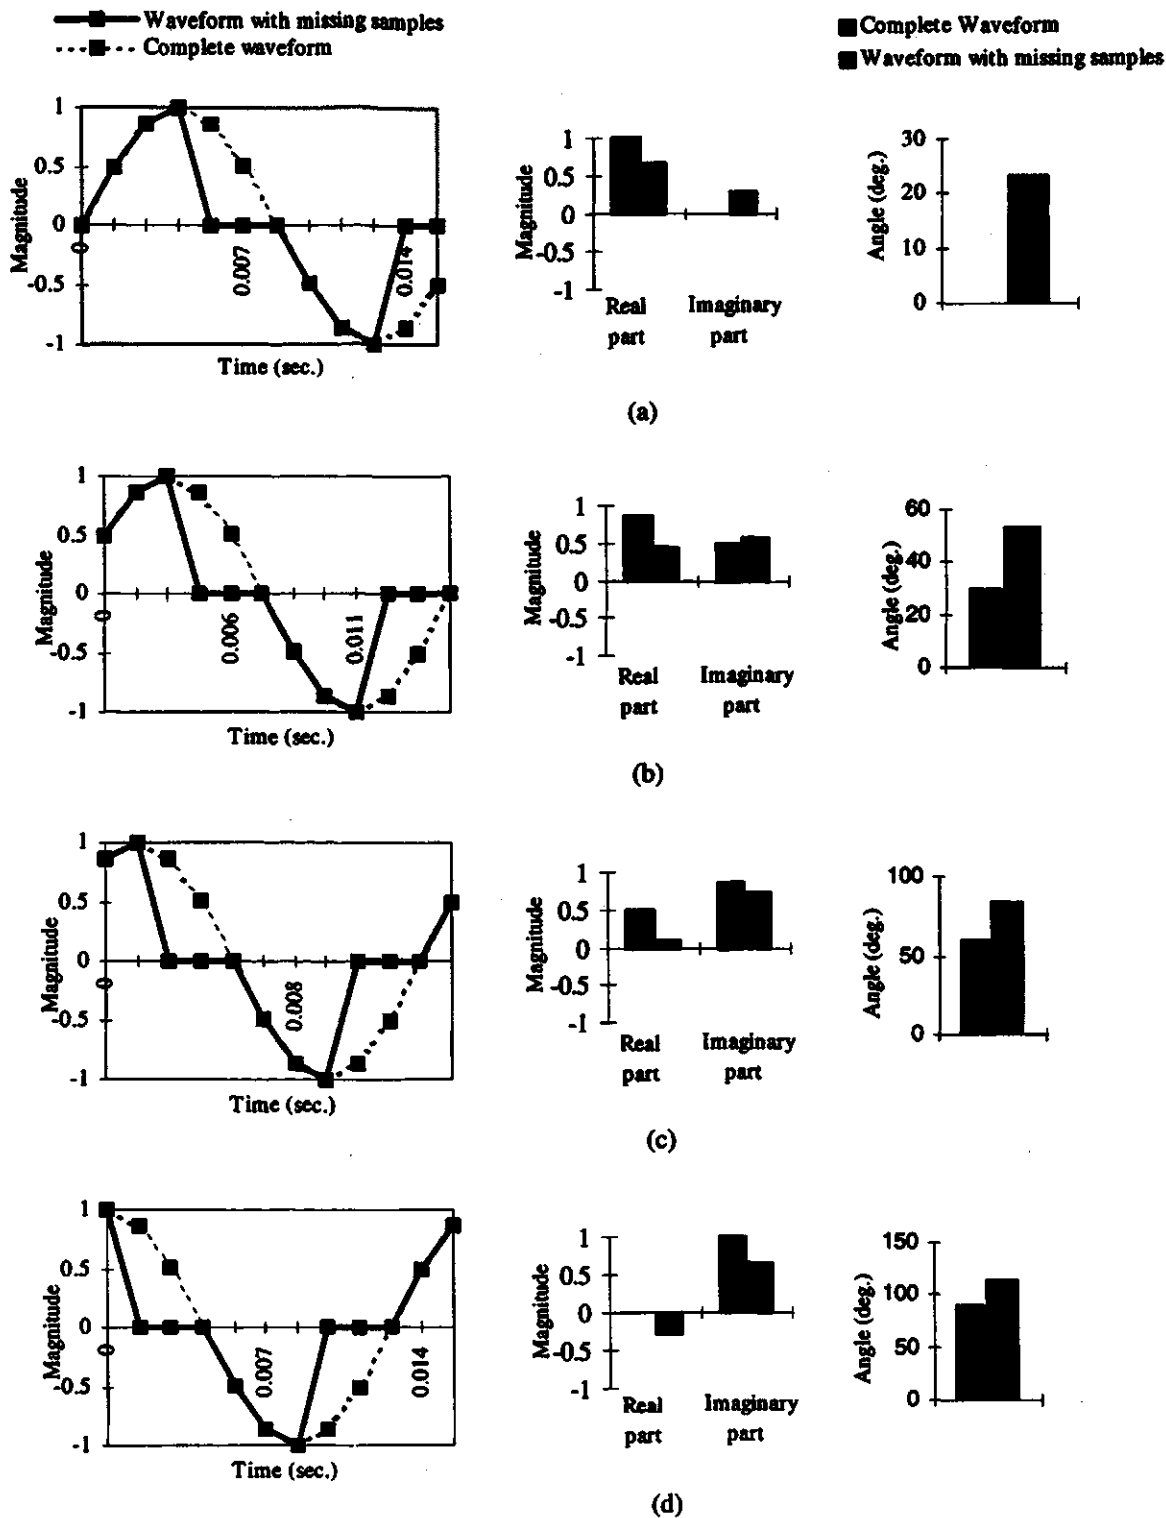 Waveform with missing samples
Complete waveform
Complete Waveform
Waveform with missing samples
Magnitude
1
0.5
0
-0.5
-1
0
0.007
0.014
Time (sec.)
Magnitude
1
0.5
0
-0.5
-1
Real part
Imaginary part
Angle (deg.)
30
20
10
0
(a)
Magnitude
1
0.5
0
-0.5
-1
0
0.006
0.011
Time (sec.)
Magnitude
1
0.5
0
-0.5
-1
Real part
Imaginary part
Angle (deg.)
60
40
20
0
(b)
Magnitude
1
0.5
0
-0.5
-1
0
0.008
Time (sec.)
Magnitude
1
0.5
0
-0.5
-1
Real part
Imaginary part
Angle (deg.)
100
50
0
(c)
Magnitude
1
0.5
0
-0.5
-1
0
0.007
0.014
Time (sec.)
Magnitude
1
0.5
0
-0.5
-1
Real part
Imaginary part
Angle (deg.)
150
100
50
0
(d)